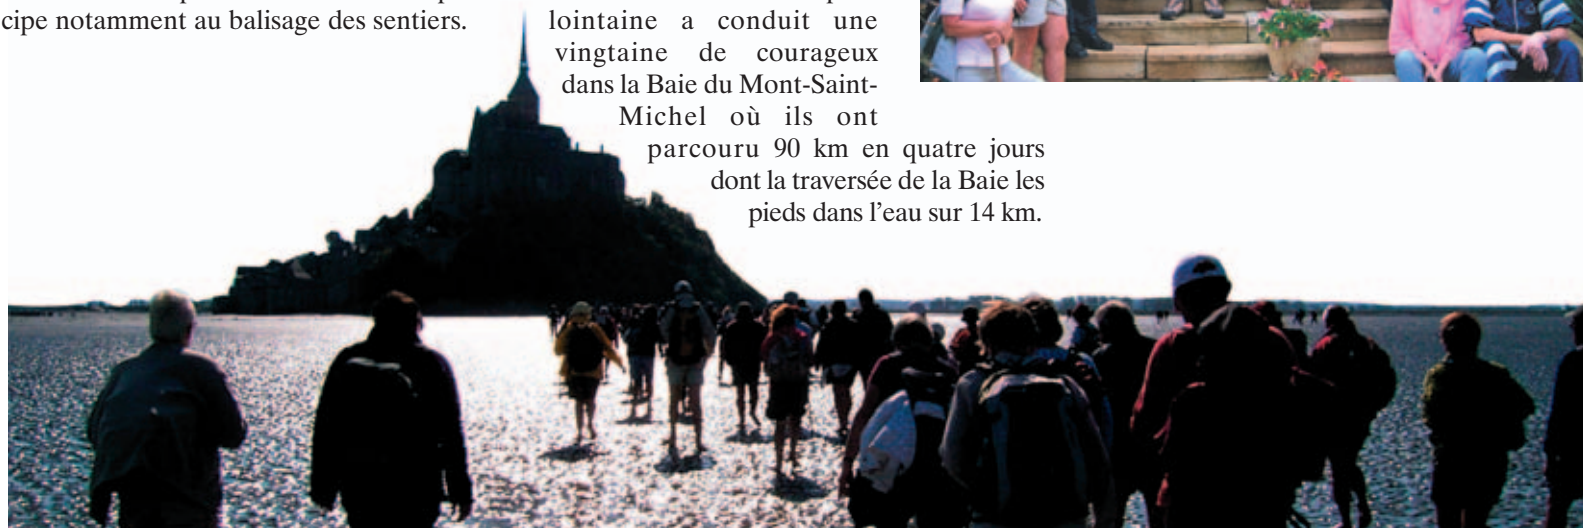 cipe notamment au balisage des sentiers.
lointaine a conduit une
vingtaine de courageux
dans la Baie du Mont-Saint-
Michel où ils ont
parcouru 90 km en quatre jours
dont la traversée de la Baie les
pieds dans l’eau sur 14 km.